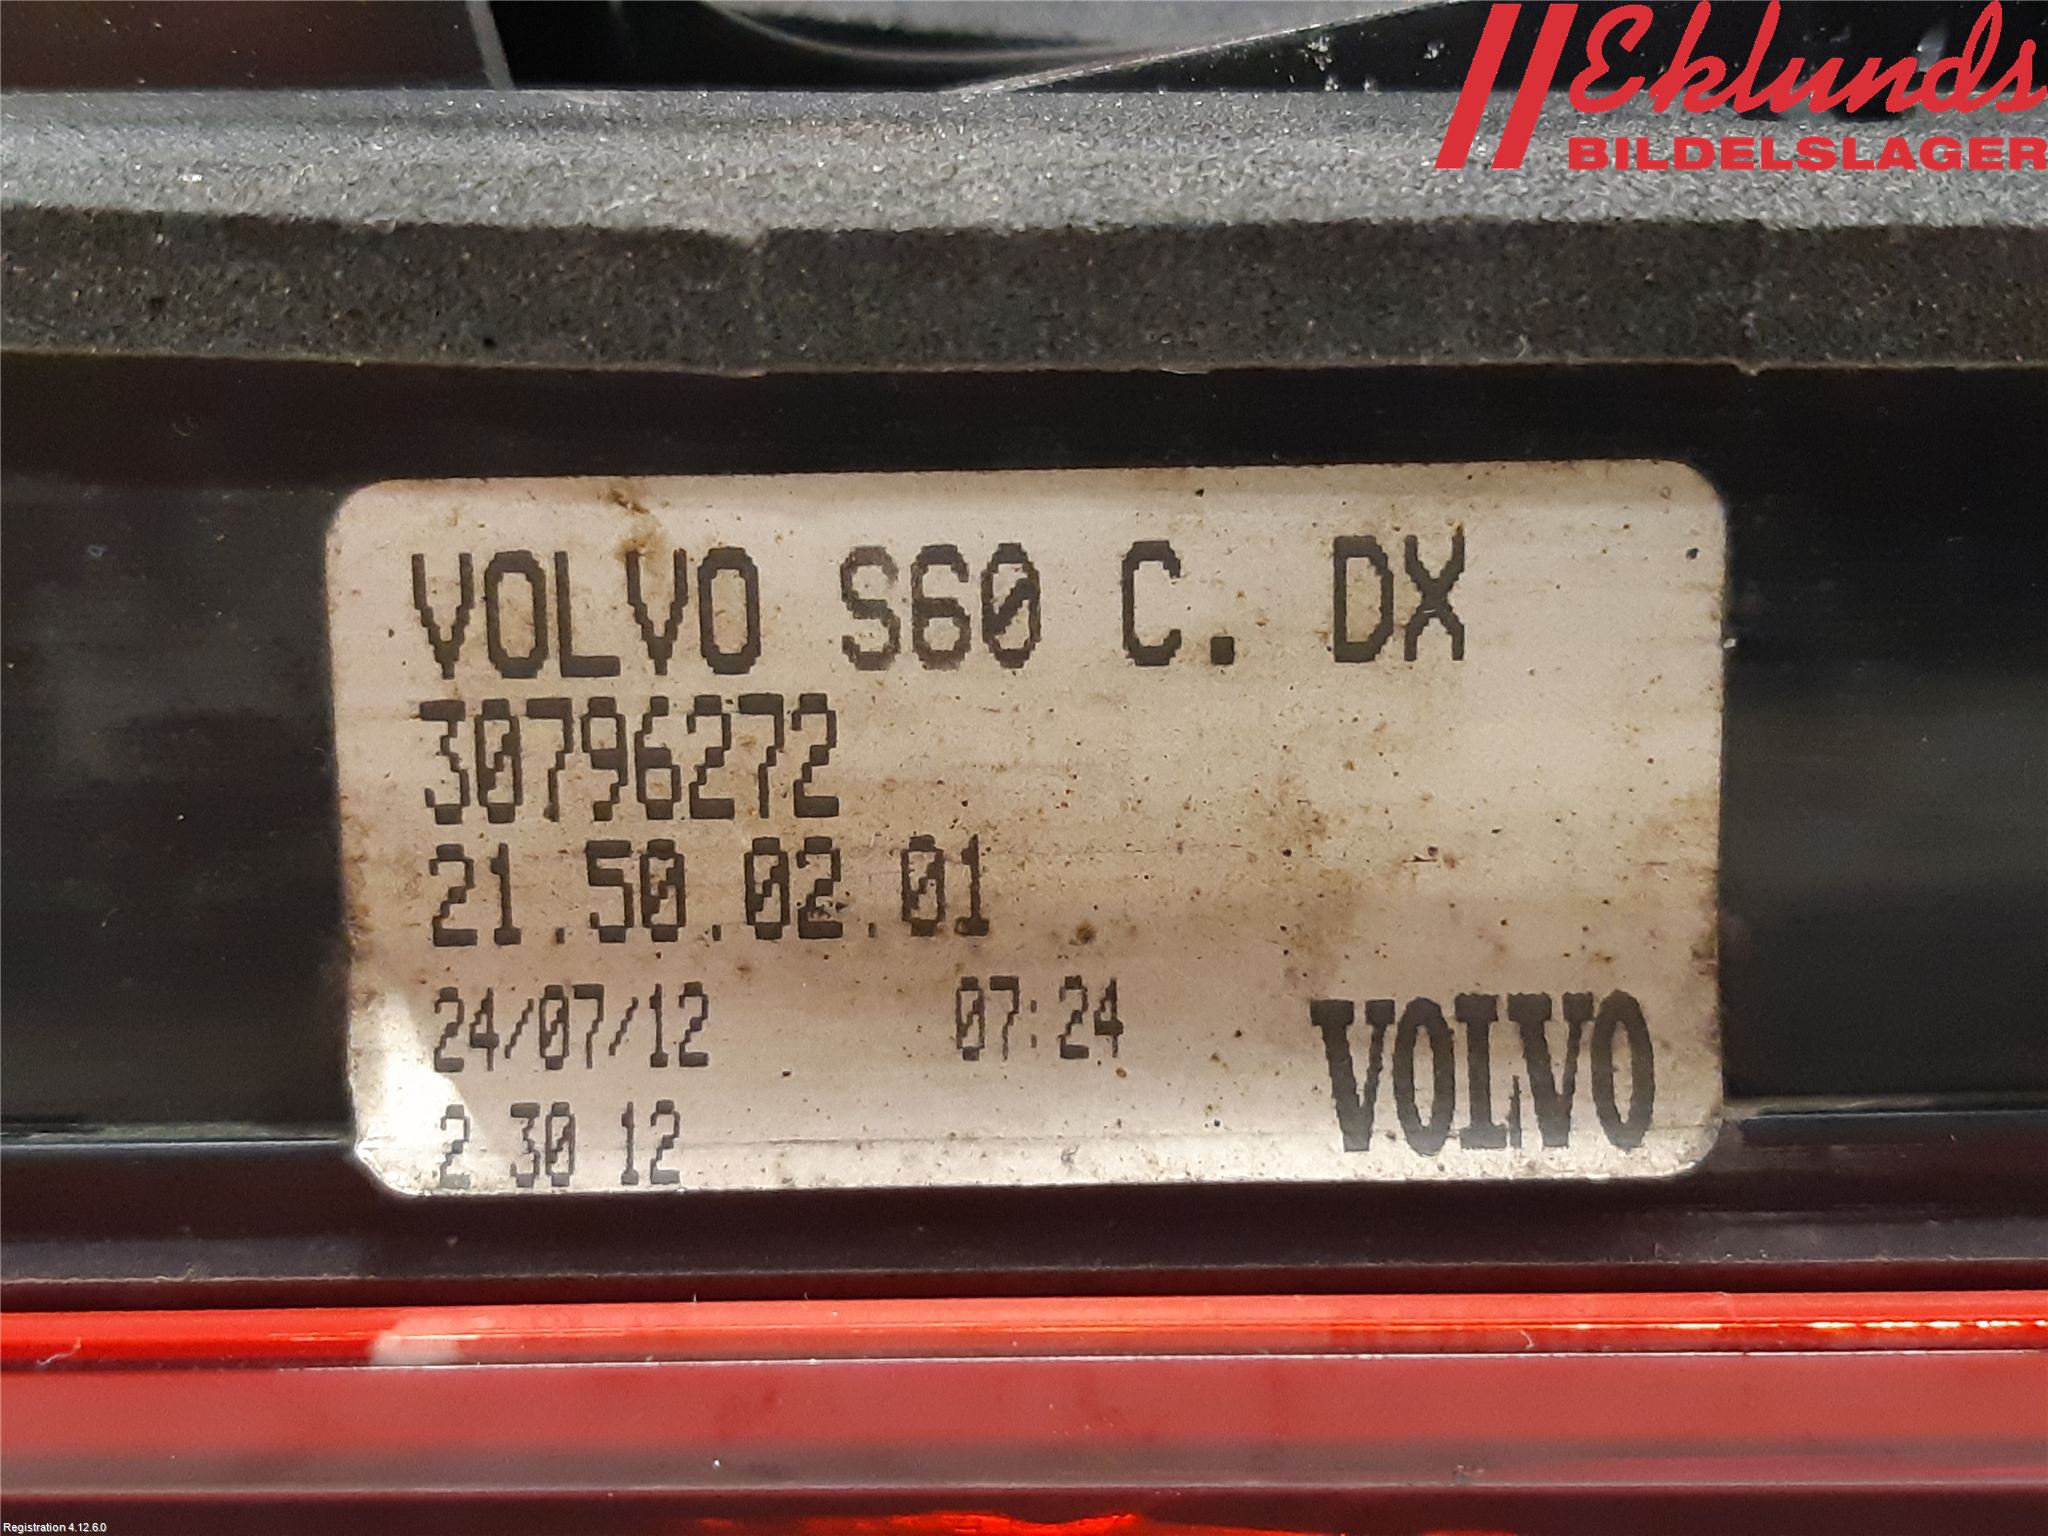 Eklunds
BILDELSLAGER
VOLVO S60 C. DX
30796272
21.50.02.01
24/07/12 07:24
2 30 12
VOLVO
Registration 4.12.6.0